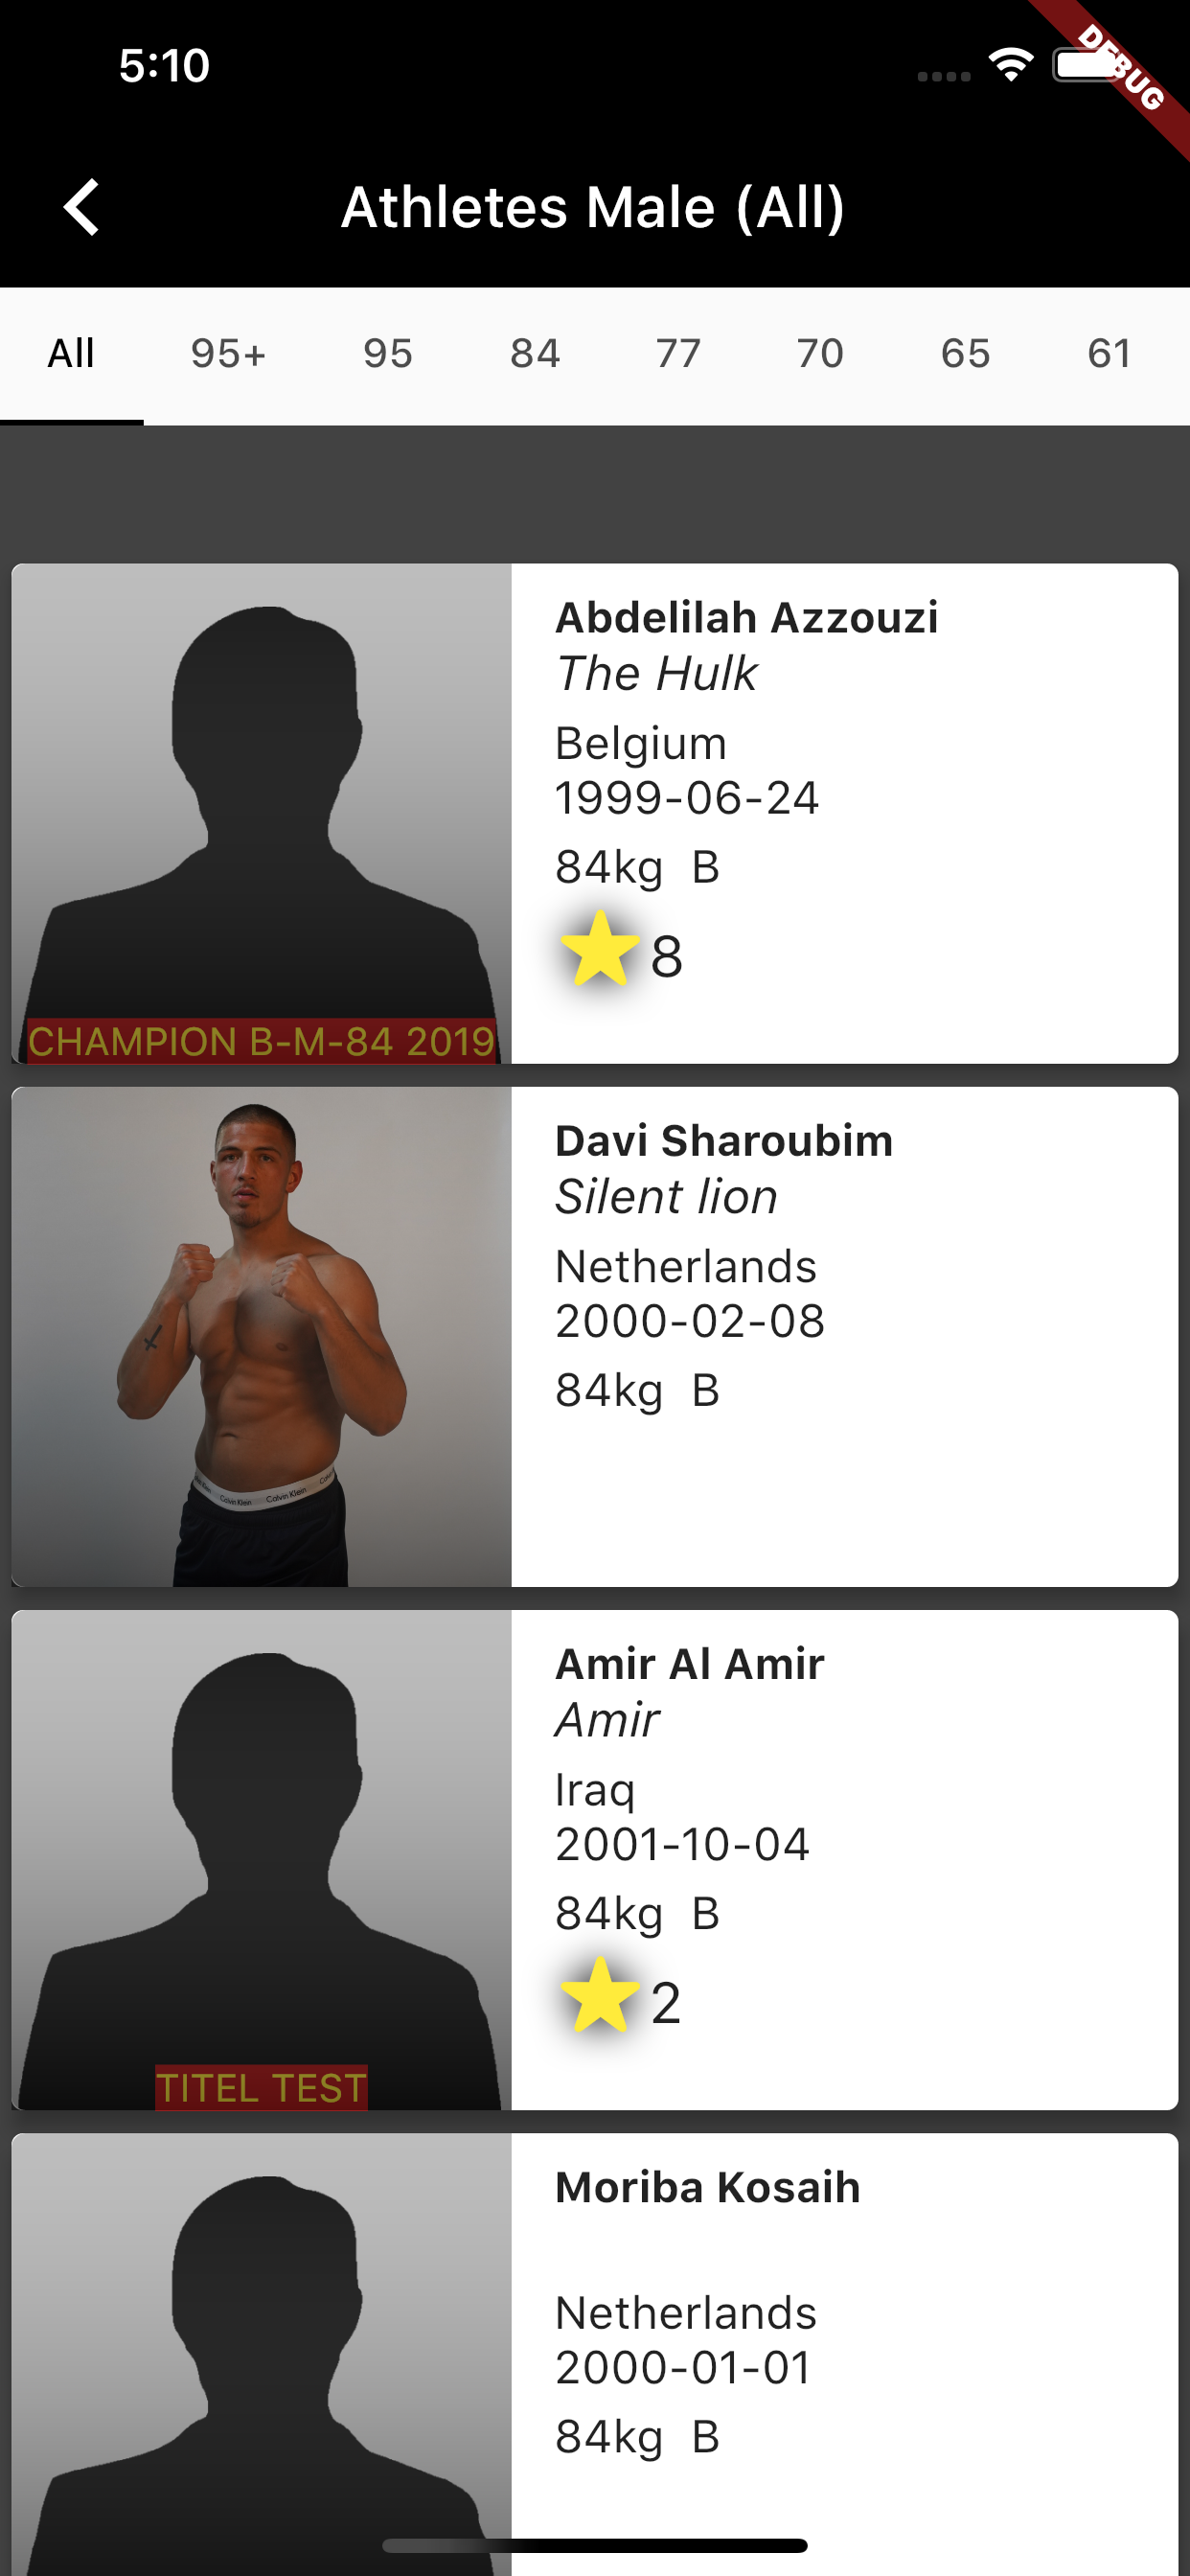 5:10
DEBUG
Athletes Male (All)
All 95+ 95 84 77 70 65 61
Abdelilah Azzouzi
The Hulk
Belgium
1999-06-24
84kg B
8
CHAMPION B-M-84 2019
Davi Sharoubim
Silent lion
Netherlands
2000-02-08
84kg B
Calvin Klein Calvin Klein
Amir Al Amir
Amir
Iraq
2001-10-04
84kg B
2
TITEL TEST
Moriba Kosaih
Netherlands
2000-01-01
84kg B